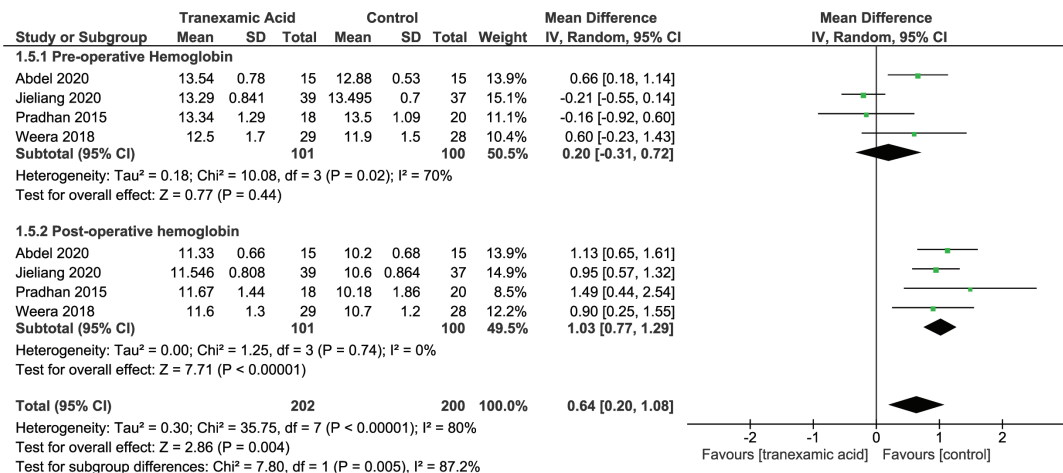 Tranexamic Acid Control Mean Difference Mean Difference
Study or Subgroup Mean SD Total Mean SD Total Weight IV, Random, 95% CI IV, Random, 95% CI
1.5.1 Pre-operative Hemoglobin
Abdel 2020 13.54 0.78 15 12.88 0.53 15 13.9% 0.66 [0.18, 1.14]
Jieliang 2020 13.29 0.841 39 13.495 0.7 37 15.1% -0.21 [-0.55, 0.14]
Pradhan 2015 13.34 1.29 18 13.5 1.09 20 11.1% -0.16 [-0.92, 0.60]
Weera 2018 12.5 1.7 29 11.9 1.5 28 10.4% 0.60 [-0.23, 1.43]
Subtotal (95% CI) 101 100 50.5% 0.20 [-0.31, 0.72]
Heterogeneity: Tau² = 0.18; Chi² = 10.08, df = 3 (P = 0.02); I² = 70%
Test for overall effect: Z = 0.77 (P = 0.44)
1.5.2 Post-operative hemoglobin
Abdel 2020 11.33 0.66 15 10.2 0.68 15 13.9% 1.13 [0.65, 1.61]
Jieliang 2020 11.546 0.808 39 10.6 0.864 37 14.9% 0.95 [0.57, 1.32]
Pradhan 2015 11.67 1.44 18 10.18 1.86 20 8.5% 1.49 [0.44, 2.54]
Weera 2018 11.6 1.3 29 10.7 1.2 28 12.2% 0.90 [0.25, 1.55]
Subtotal (95% CI) 101 100 49.5% 1.03 [0.77, 1.29]
Heterogeneity: Tau² = 0.00; Chi² = 1.25, df = 3 (P = 0.74); I² = 0%
Test for overall effect: Z = 7.71 (P < 0.00001)
Total (95% CI) 202 200 100.0% 0.64 [0.20, 1.08]
Heterogeneity: Tau² = 0.30; Chi² = 35.75, df = 7 (P < 0.00001); I² = 80%
Test for overall effect: Z = 2.86 (P = 0.004)
Test for subgroup differences: Chi² = 7.80, df = 1 (P = 0.005), I² = 87.2%
-2 -1 0 1 2
Favours [tranexamic acid] Favours [control]